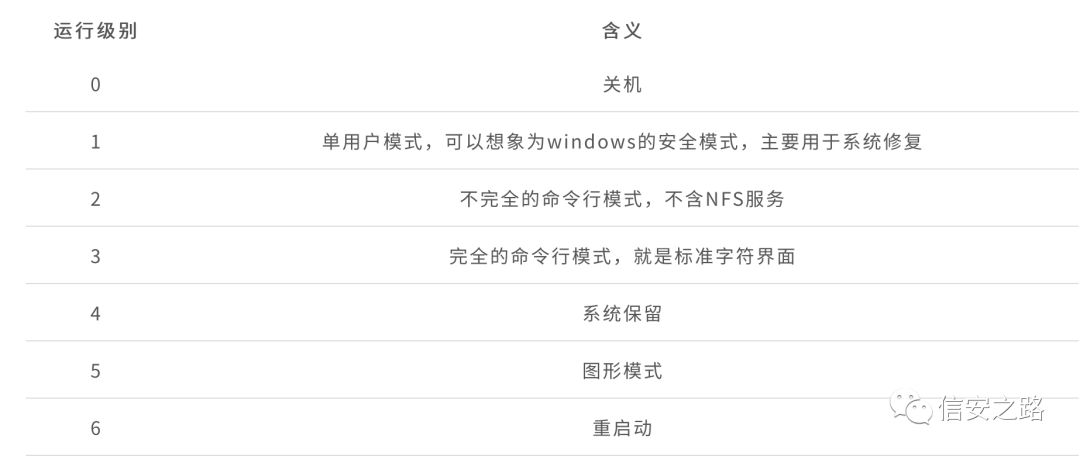 运行级别 含义
0 关机
1 单用户模式，可以想象为windows的安全模式，主要用于系统修复
2 不完全的命令行模式，不含NFS服务
3 完全的命令行模式，就是标准字符界面
4 系统保留
5 图形模式
6 重启动
信安之路